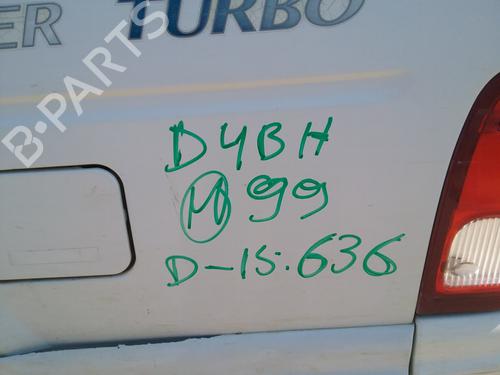 ER TURBO
B-PARTS
D4BH
M 99
D-15.636